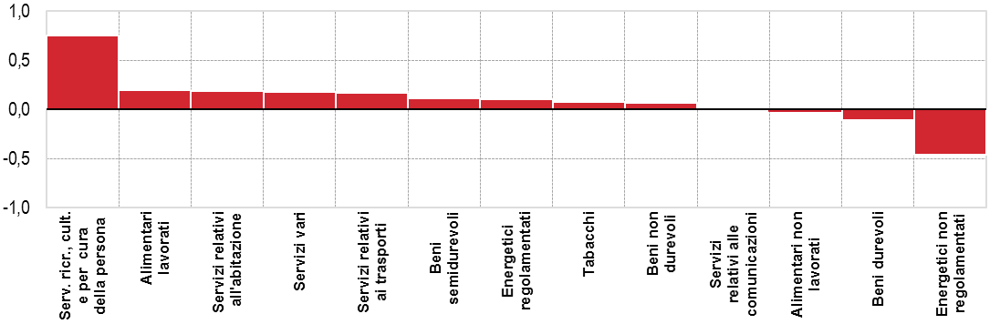 1,0
0,5
0,0
-0,5
-1,0
Serv. ricr., cult.
e per cura
della persona
Alimentari
lavorati
Servizi relativi
all'abitazione
Servizi vari
Servizi relativi
ai trasporti
Beni
semidurevoli
Energetici
regolamentati
Tabacchi
Beni non
durevoli
Servizi
relativi alle
comunicazioni
Alimentari non
lavorati
Beni durevoli
Energetici non
regolamentati